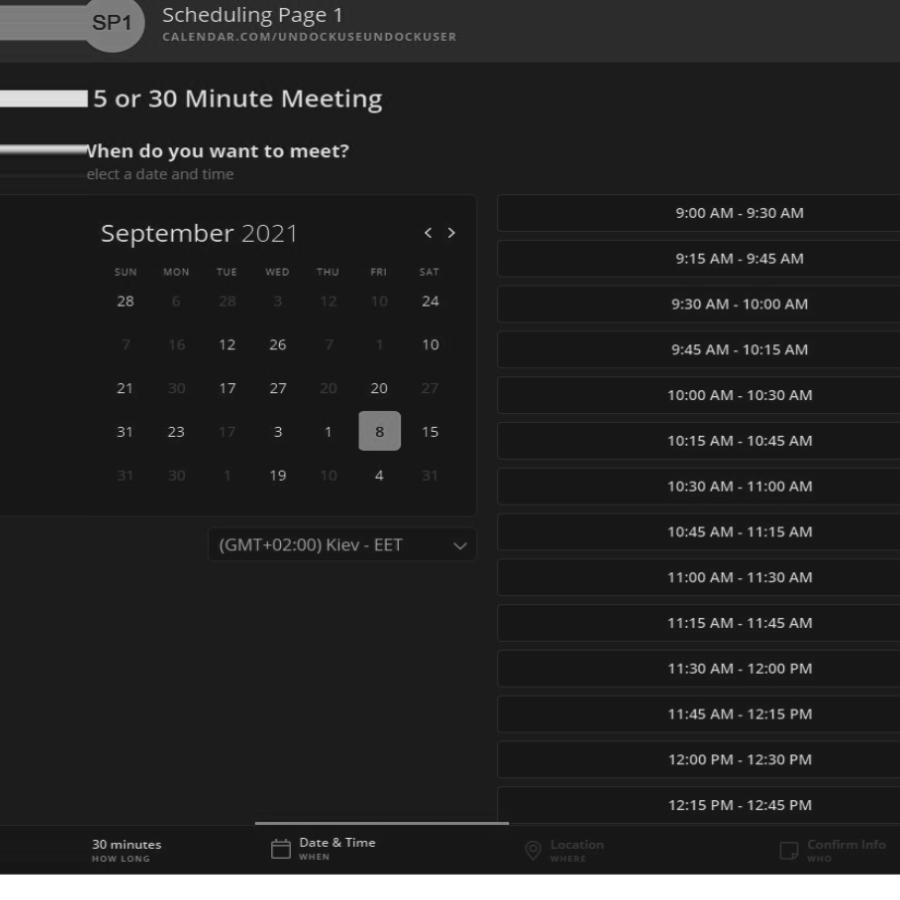 SP1
Scheduling Page 1
CALENDAR.COM/UNDOCKUSEUNDOCKUSER
5 or 30 Minute Meeting
When do you want to meet?
elect a date and time
September 2021
SUN MON TUE WED THU FRI SAT
28 6 28 3 12 10 24
7 16 12 26 7 1 10
21 30 17 27 20 20 27
31 23 17 3 1 8 15
31 30 1 19 10 4 31
(GMT+02:00) Kiev - EET
9:00 AM - 9:30 AM
9:15 AM - 9:45 AM
9:30 AM - 10:00 AM
9:45 AM - 10:15 AM
10:00 AM - 10:30 AM
10:15 AM - 10:45 AM
10:30 AM - 11:00 AM
10:45 AM - 11:15 AM
11:00 AM - 11:30 AM
11:15 AM - 11:45 AM
11:30 AM - 12:00 PM
11:45 AM - 12:15 PM
12:00 PM - 12:30 PM
12:15 PM - 12:45 PM
30 minutes
HOW LONG
Date & Time
WHEN
Location
WHERE
Confirm Info
WHO